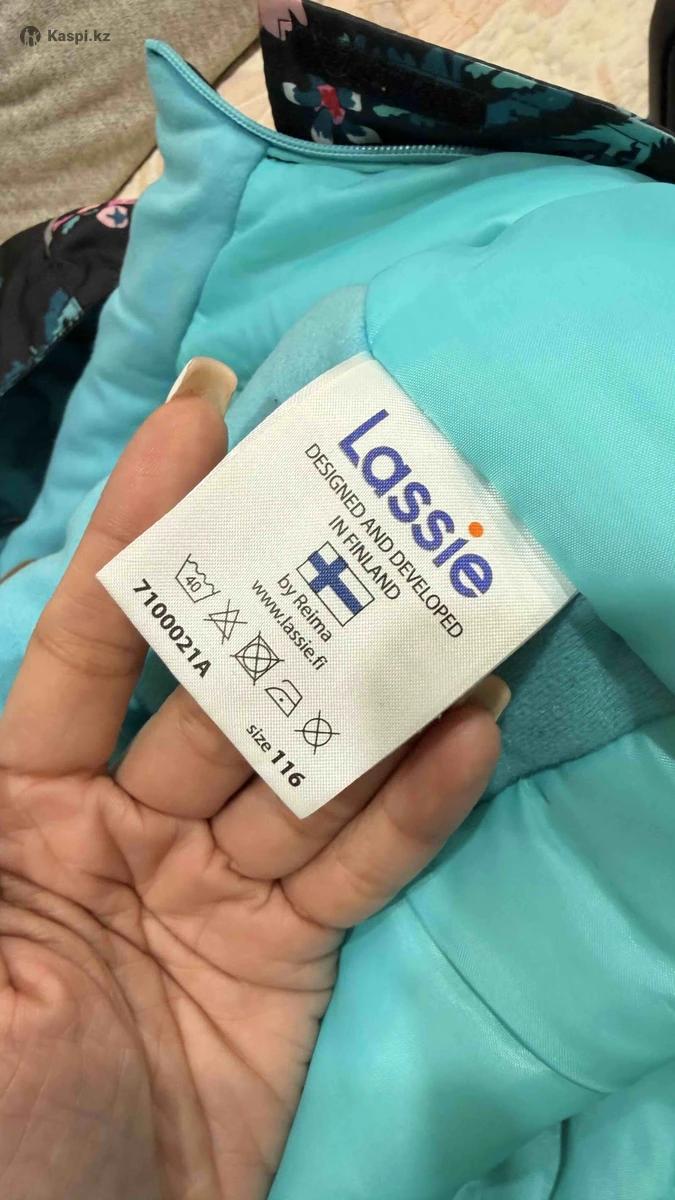 Kaspi.kz
Lassie
DESIGNED AND DEVELOPED
IN FINLAND
by Reima
www.lassie.fi
40
7100021A
size 116